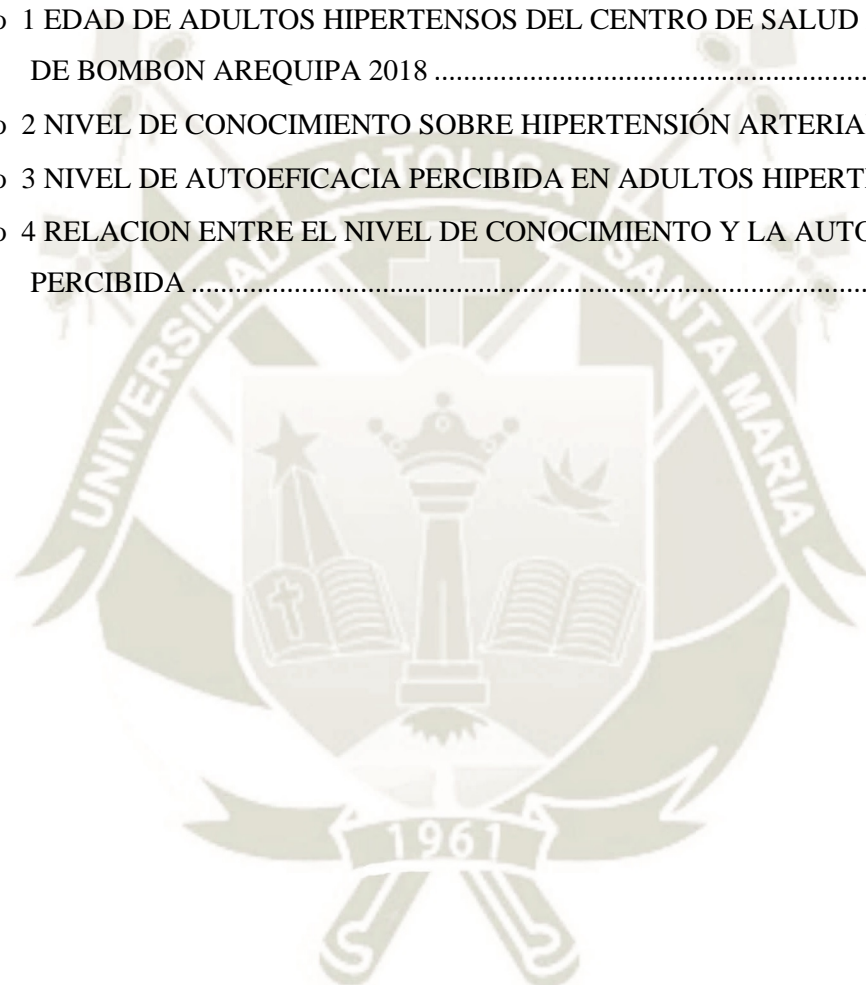 o 1 EDAD DE ADULTOS HIPERTENSOS DEL CENTRO DE SALUD
DE BOMBON AREQUIPA 2018 ..........................................................................
o 2 NIVEL DE CONOCIMIENTO SOBRE HIPERTENSIÓN ARTERIA
o 3 NIVEL DE AUTOEFICACIA PERCIBIDA EN ADULTOS HIPERT
o 4 RELACION ENTRE EL NIVEL DE CONOCIMIENTO Y LA AUTO
PERCIBIDA ....................................................................................................
UNIVERSIDAD CATOLICA SANTA MARIA
1961